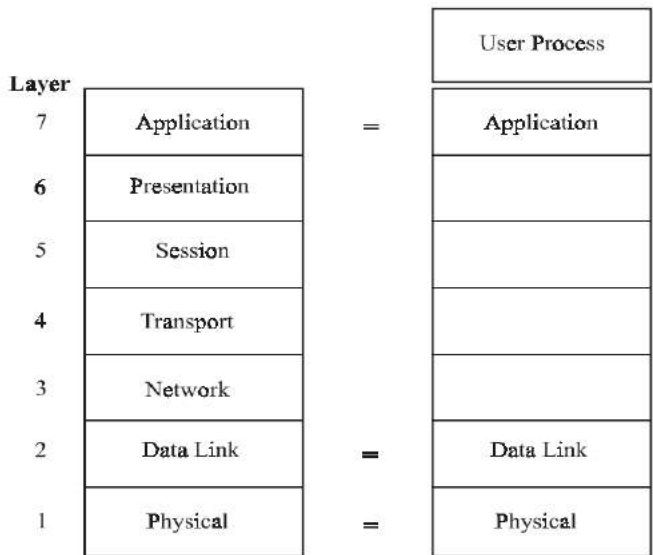 User Process
Layer
7 Application = Application
6 Presentation
5 Session
4 Transport
3 Network
2 Data Link = Data Link
1 Physical = Physical